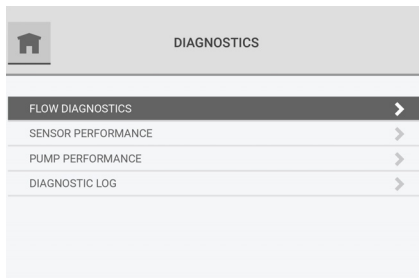 DIAGNOSTICS
FLOW DIAGNOSTICS
SENSOR PERFORMANCE
PUMP PERFORMANCE
DIAGNOSTIC LOG